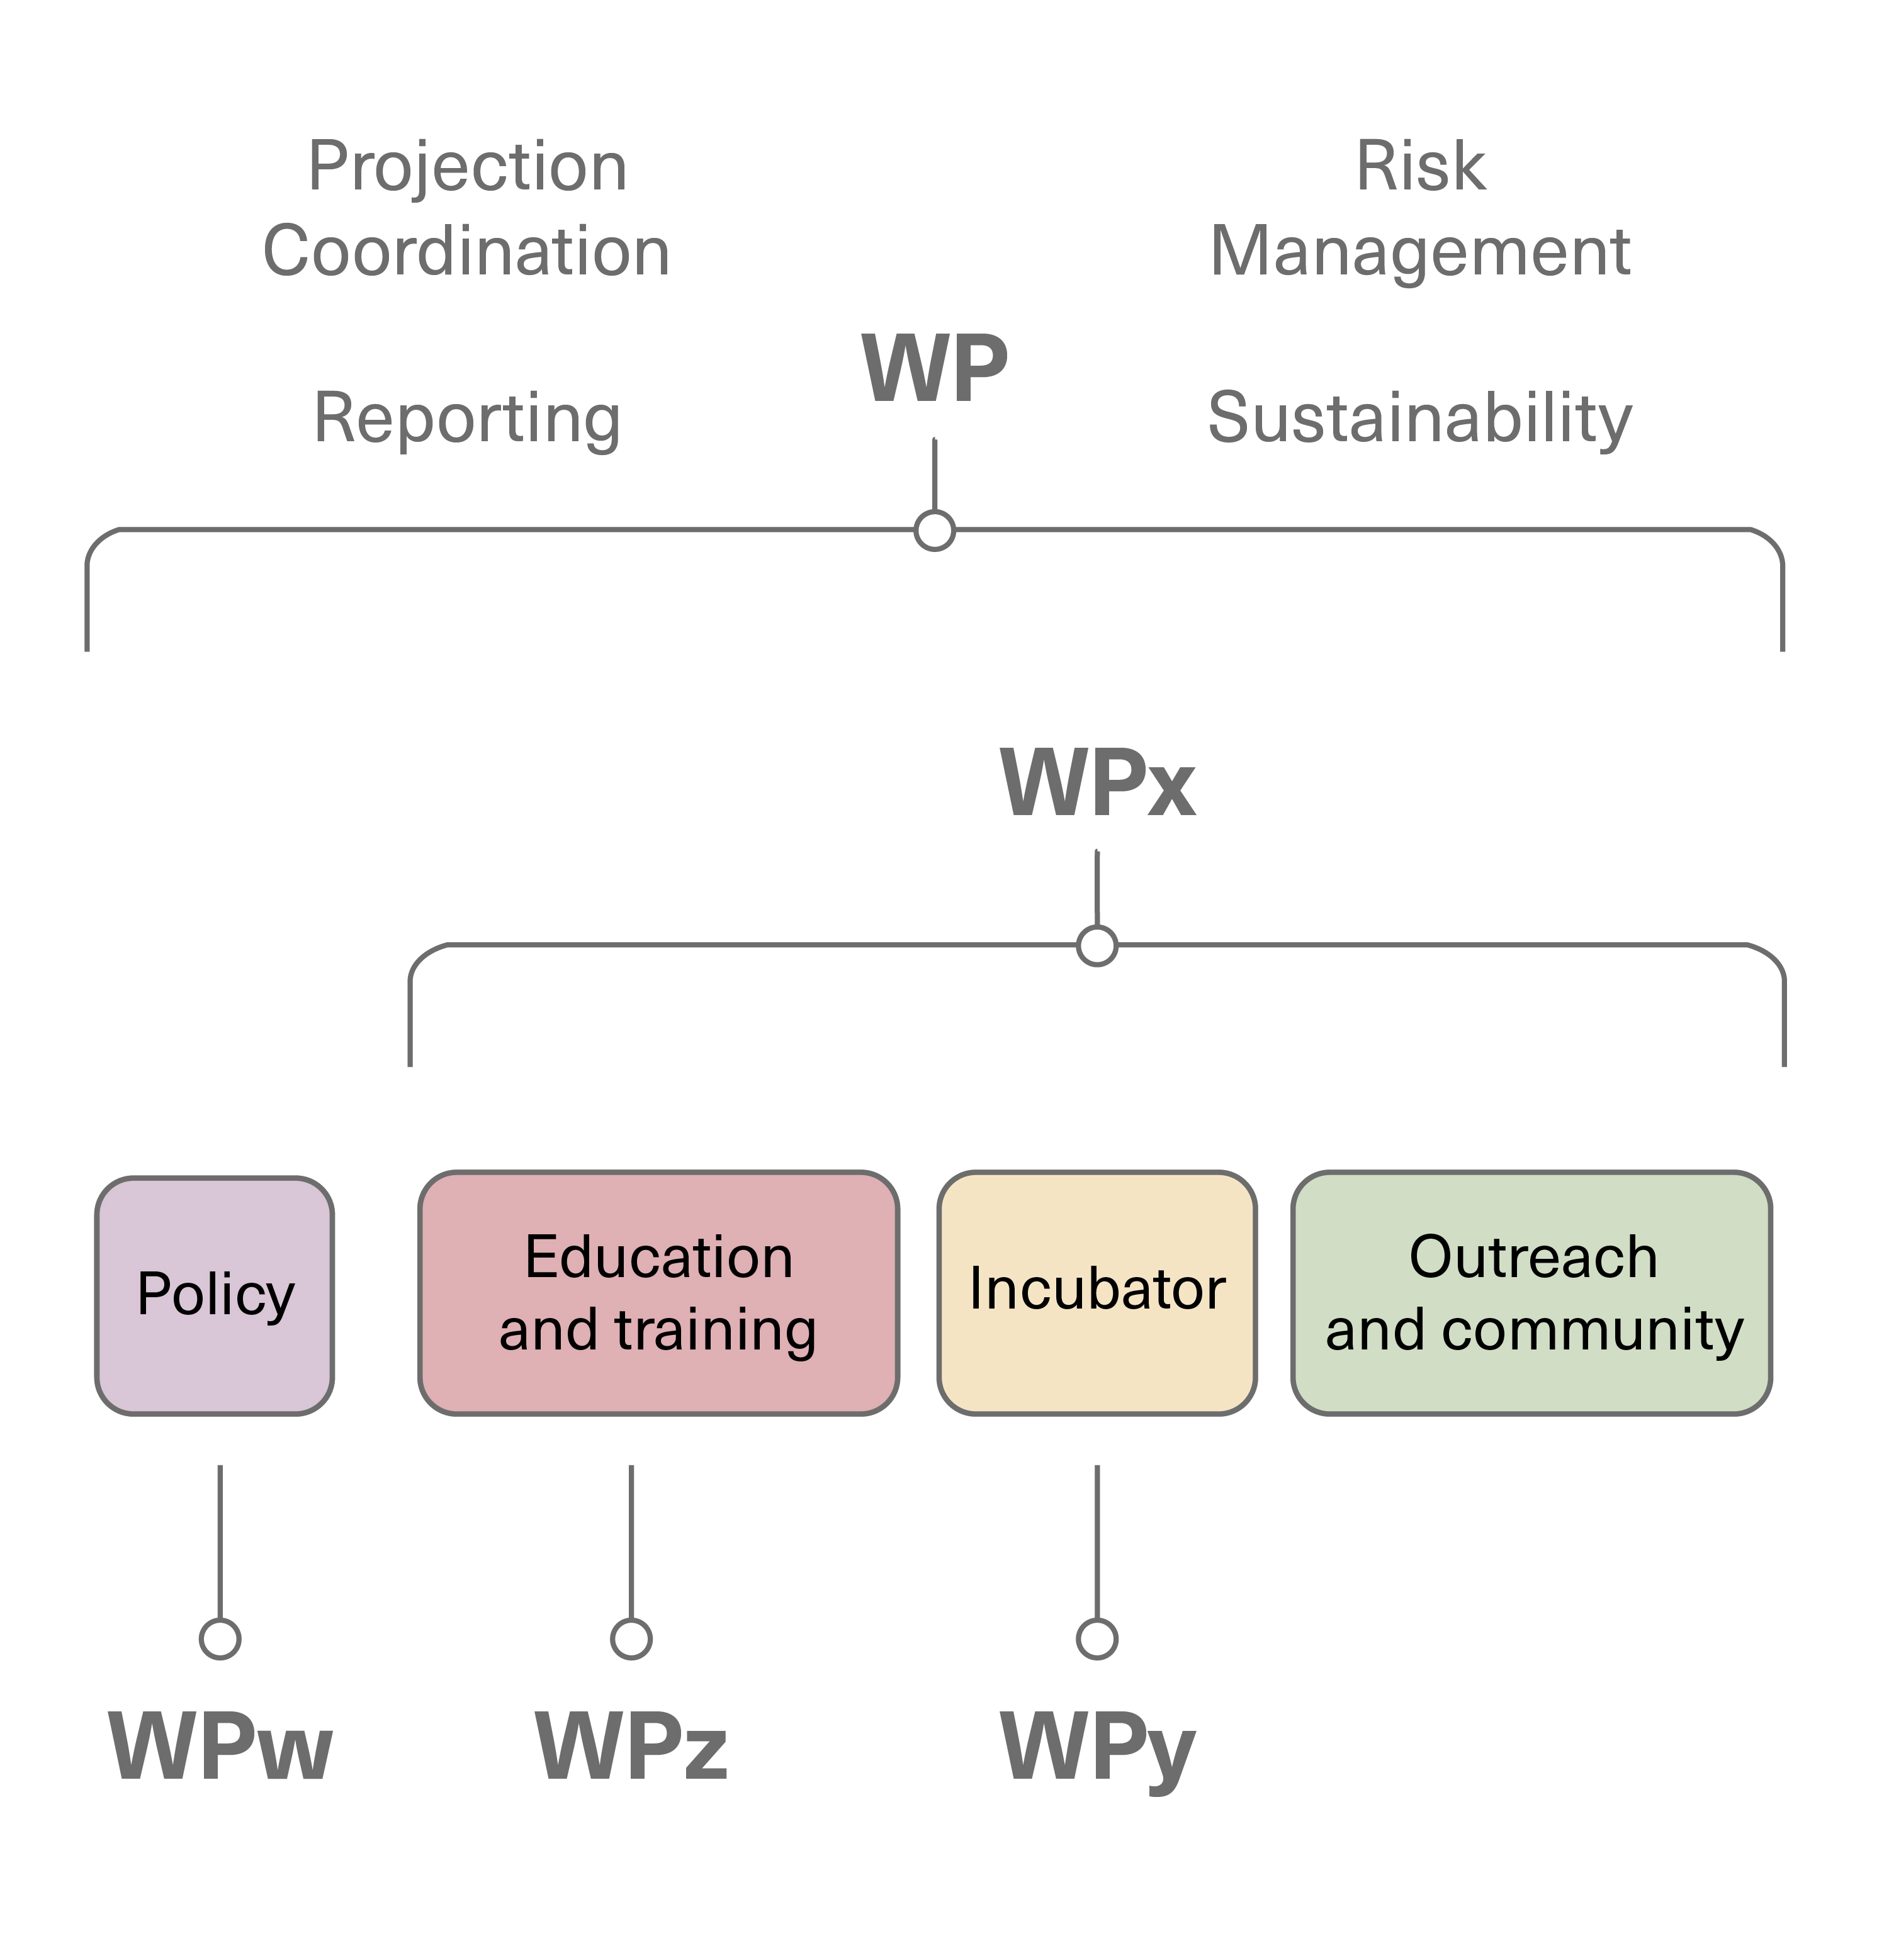 Projection
Coordination
Risk
Management
WP
Reporting
Sustainability
WPx
Policy
Education
and training
Incubator
Outreach
and community
WPw
WPz
WPy